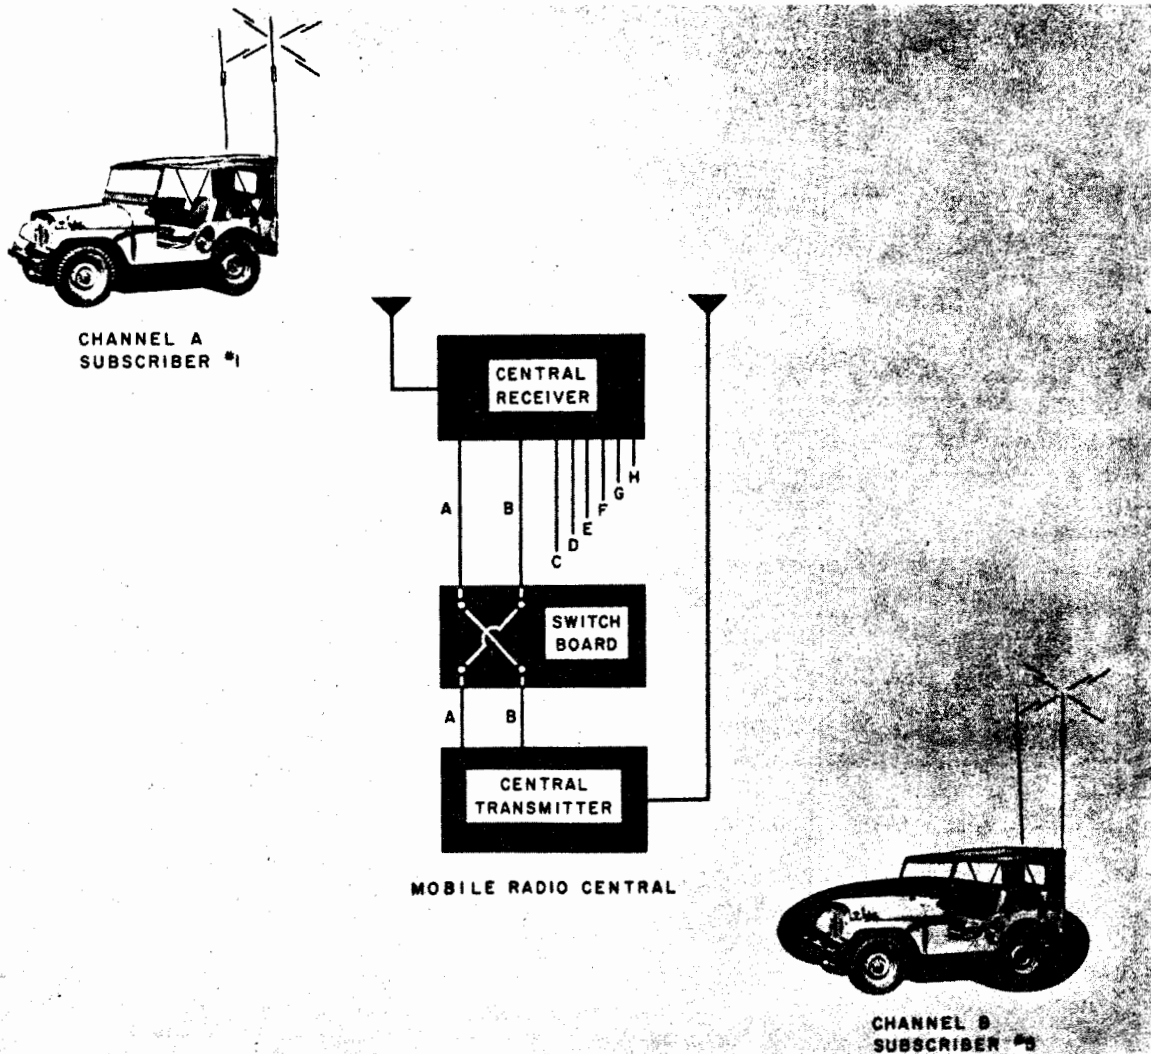 CHANNEL A
SUBSCRIBER #1
CENTRAL
RECEIVER
A
B
C
D
E
F
G
H
SWITCH
BOARD
A
B
CENTRAL
TRANSMITTER
MOBILE RADIO CENTRAL
CHANNEL B
SUBSCRIBER